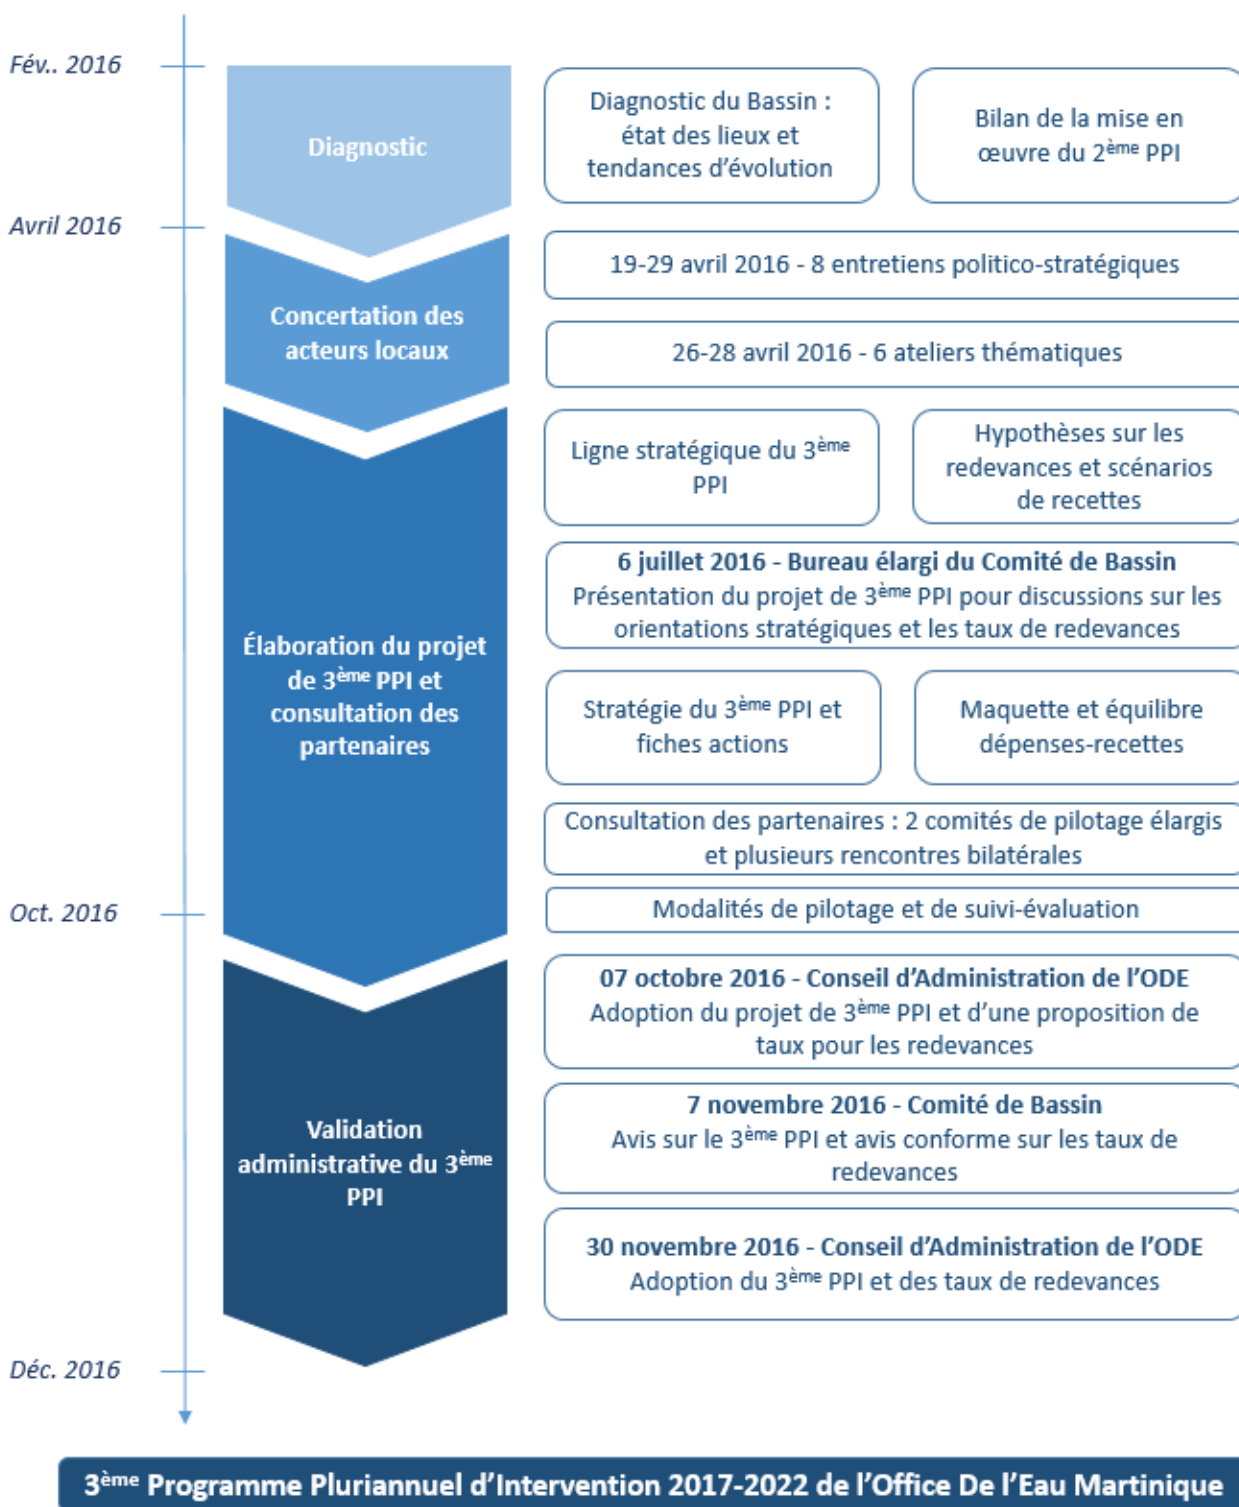 Fév.. 2016
Diagnostic
Diagnostic du Bassin :
état des lieux et
tendances d'évolution
Bilan de la mise en
œuvre du 2ème PPI
Avril 2016
Concertation des
acteurs locaux
19-29 avril 2016 - 8 entretiens politico-stratégiques
26-28 avril 2016 - 6 ateliers thématiques
Élaboration du projet
de 3ème PPI et
consultation des
partenaires
Ligne stratégique du 3ème
PPI
Hypothèses sur les
redevances et scénarios
de recettes
6 juillet 2016 - Bureau élargi du Comité de Bassin
Présentation du projet de 3ème PPI pour discussions sur les
orientations stratégiques et les taux de redevances
Stratégie du 3ème PPI et
fiches actions
Maquette et équilibre
dépenses-recettes
Consultation des partenaires : 2 comités de pilotage élargis
et plusieurs rencontres bilatérales
Oct. 2016
Modalités de pilotage et de suivi-évaluation
Validation
administrative du 3ème
PPI
07 octobre 2016 - Conseil d'Administration de l'ODE
Adoption du projet de 3ème PPI et d'une proposition de
taux pour les redevances
7 novembre 2016 - Comité de Bassin
Avis sur le 3ème PPI et avis conforme sur les taux de
redevances
30 novembre 2016 - Conseil d'Administration de l'ODE
Adoption du 3ème PPI et des taux de redevances
Déc. 2016
3ème Programme Pluriannuel d'Intervention 2017-2022 de l'Office De l'Eau Martinique